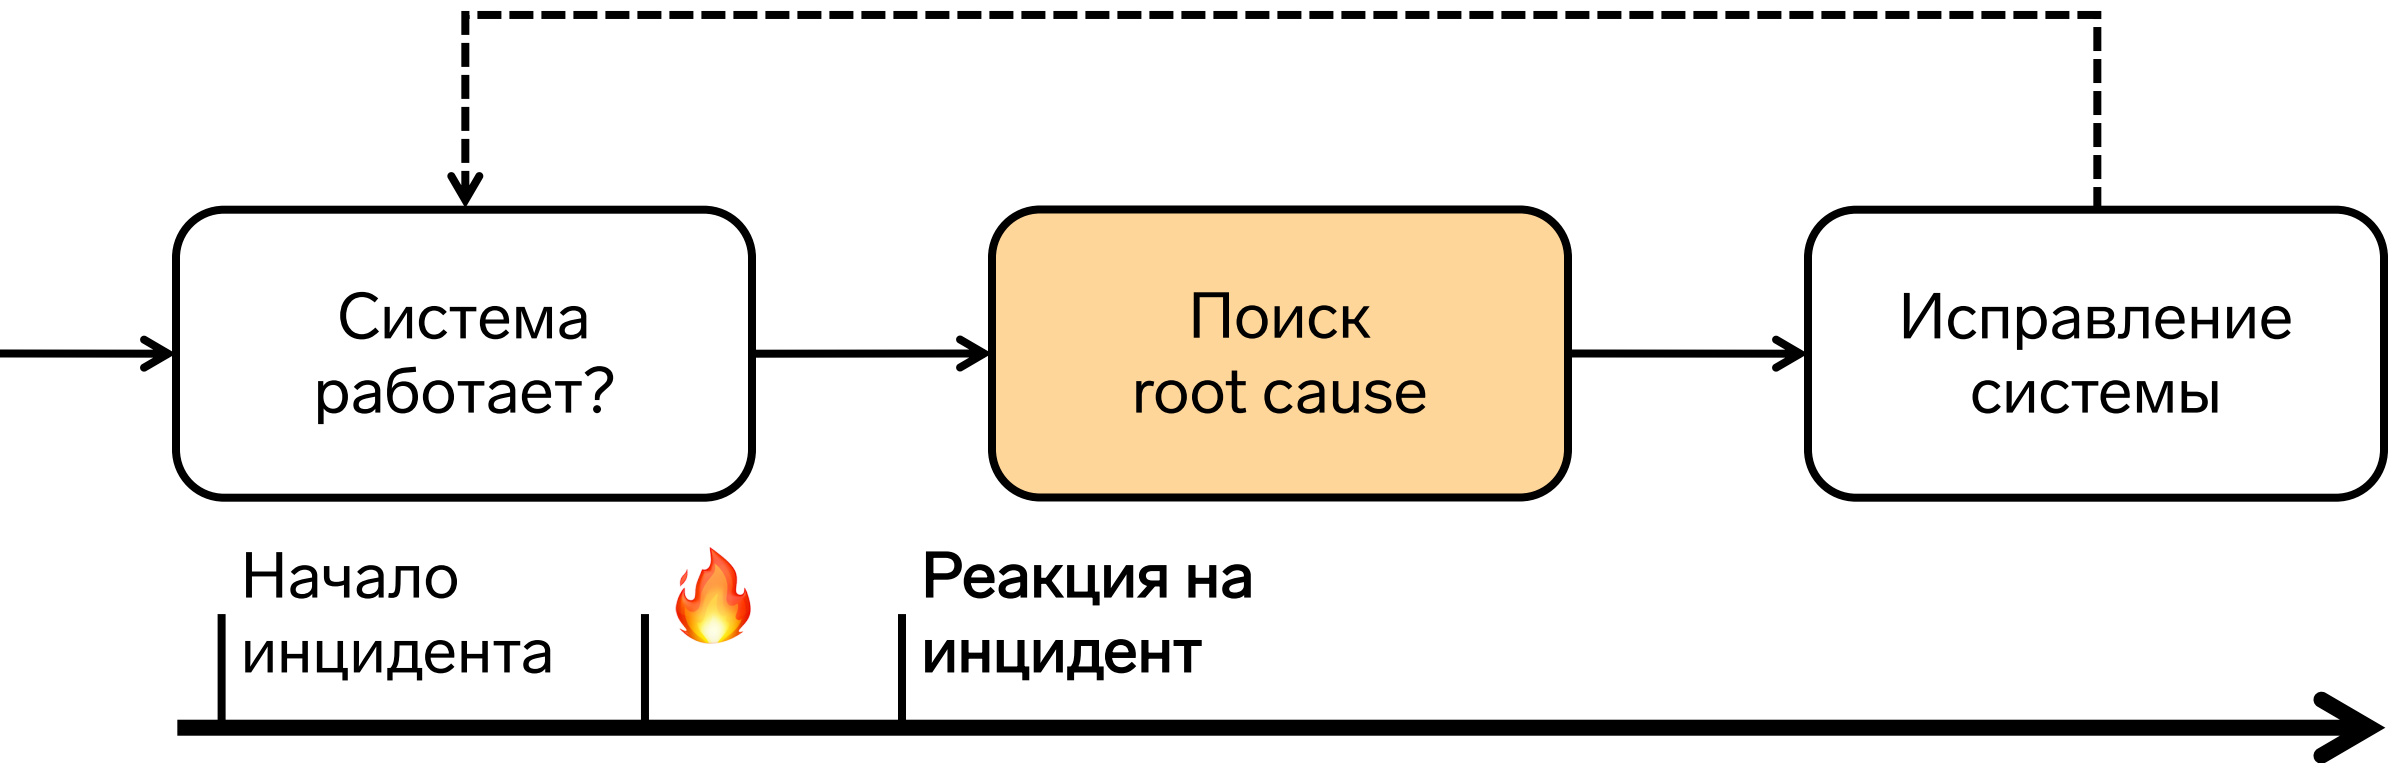 Система
работает?
Поиск
root cause
Исправление
системы
Начало
инцидента
Реакция на
инцидент